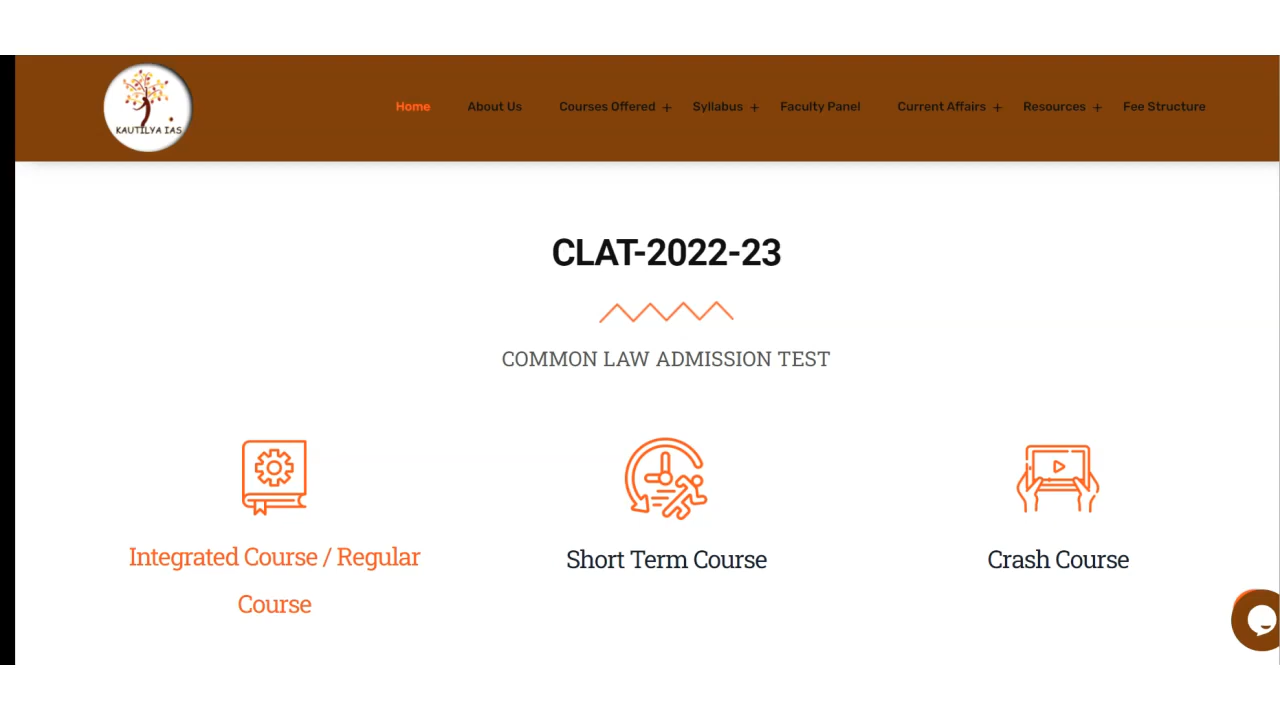 KAUTILYA IAS
Home About Us Courses Offered + Syllabus + Faculty Panel Current Affairs + Resources + Fee Structure
CLAT-2022-23
COMMON LAW ADMISSION TEST
Integrated Course / Regular
Course
Short Term Course
Crash Course